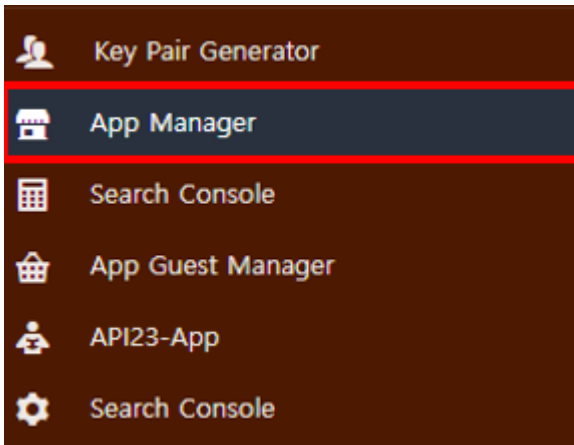 Key Pair Generator
App Manager
Search Console
App Guest Manager
API23-App
Search Console